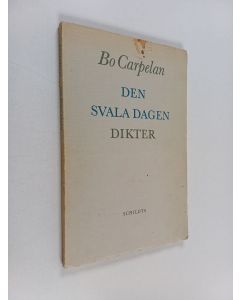 Bo Carpelan
DEN
SVALA DAGEN
DIKTER
SCHILDTS